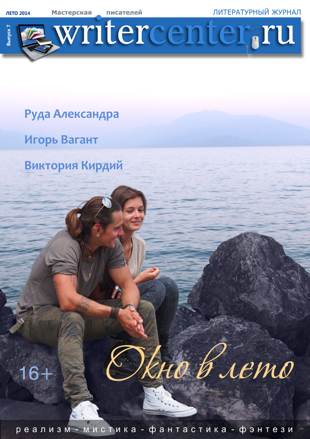 ЛЕТО 2014 Мастерская писателей ЛИТЕРАТУРНЫЙ ЖУРНАЛ
Выпуск 7
writercenter.ru
Руда Александра
Игорь Вагант
Виктория Кирдий
Окно в лето
16+
реализм - мистика - фантастика - фэнтези